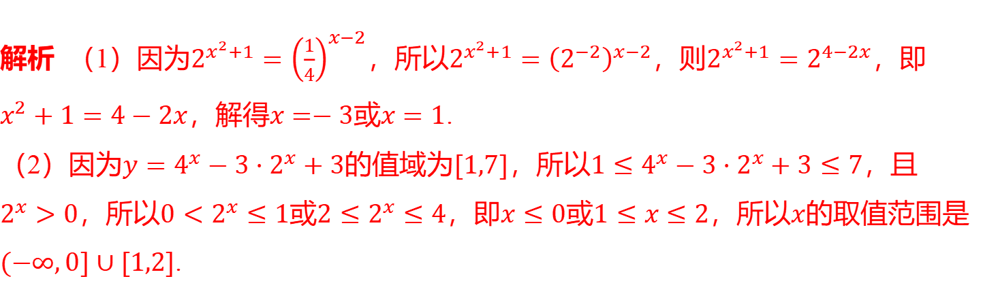 解析 （1）因为$2^{x^2+1}=\left(\frac{1}{4}\right)^{x-2}$，所以$2^{x^2+1}=(2^{-2})^{x-2}$，则$2^{x^2+1}=2^{4-2x}$，即
$x^2+1=4-2x$，解得$x=-3$或$x=1$.
（2）因为$y=4^x-3\cdot 2^x+3$的值域为$[1,7]$，所以$1\leq 4^x-3\cdot 2^x+3\leq 7$，且
$2^x>0$，所以$0<2^x\leq 1$或$2\leq 2^x\leq 4$，即$x\leq 0$或$1\leq x\leq 2$，所以$x$的取值范围是
$(-\infty,0]\cup[1,2]$.